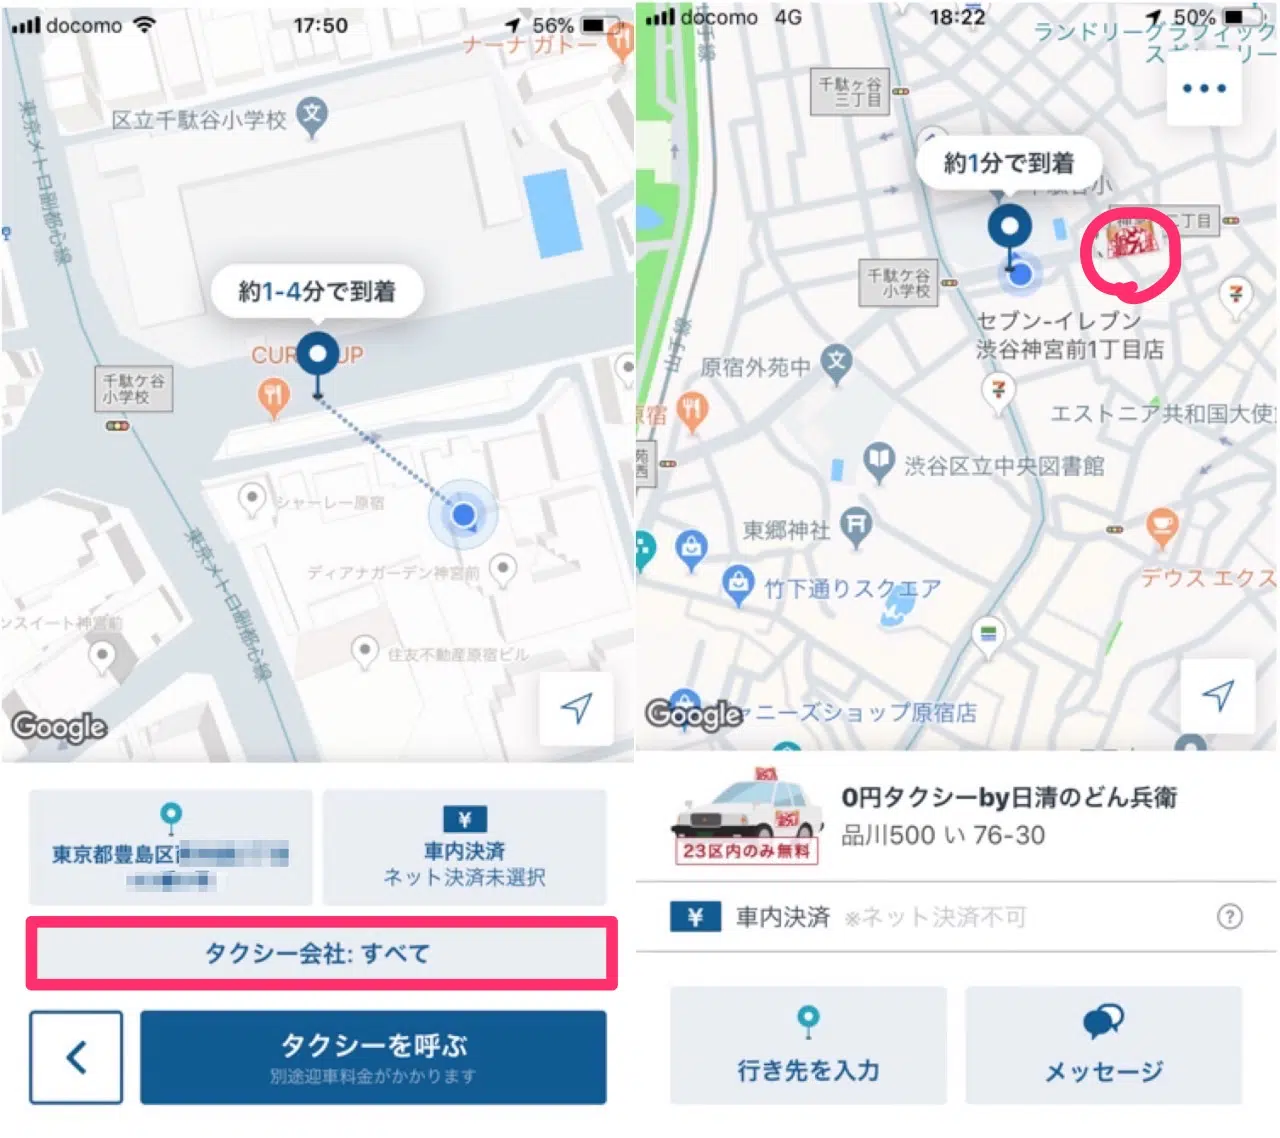 docomo
17:50
56%
ナーナ ガトー
区立千駄谷小学校
東京メトロ副都心線
約1-4分で到着
千駄ケ谷
小学校
シャーレー原宿
ディアナガーデン神宮前
東京メトロ副都心線
ンスイート神宮前
住友不動産原宿ビル
Google
東京都豊島区
¥
車内決済
ネット決済未選択
タクシー会社: すべて
タクシーを呼ぶ
別途迎車料金がかかります
docomo 4G
18:22
50%
ランドリーグラフィック
千駄ケ谷
三丁目
約1分で到着
二丁目
千駄ケ谷
小学校
セブン-イレブン
渋谷神宮前1丁目店
原宿外苑中
原宿
エストニア共和国大使
渋谷区立中央図書館
東郷神社
竹下通りスクエア
デウス エクス
Google
ャニーズショップ原宿店
23区内のみ無料
0円タクシーby日清のどん兵衛
品川500 い 76-30
¥
車内決済 ※ネット決済不可
?
行き先を入力
メッセージ